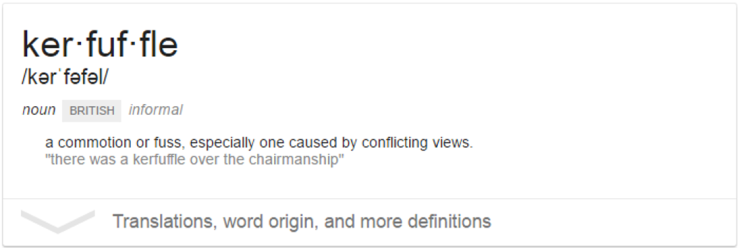 ker·fuf·fle
/kərˈfəfəl/
noun BRITISH informal
a commotion or fuss, especially one caused by conflicting views.
"there was a kerfuffle over the chairmanship"
Translations, word origin, and more definitions